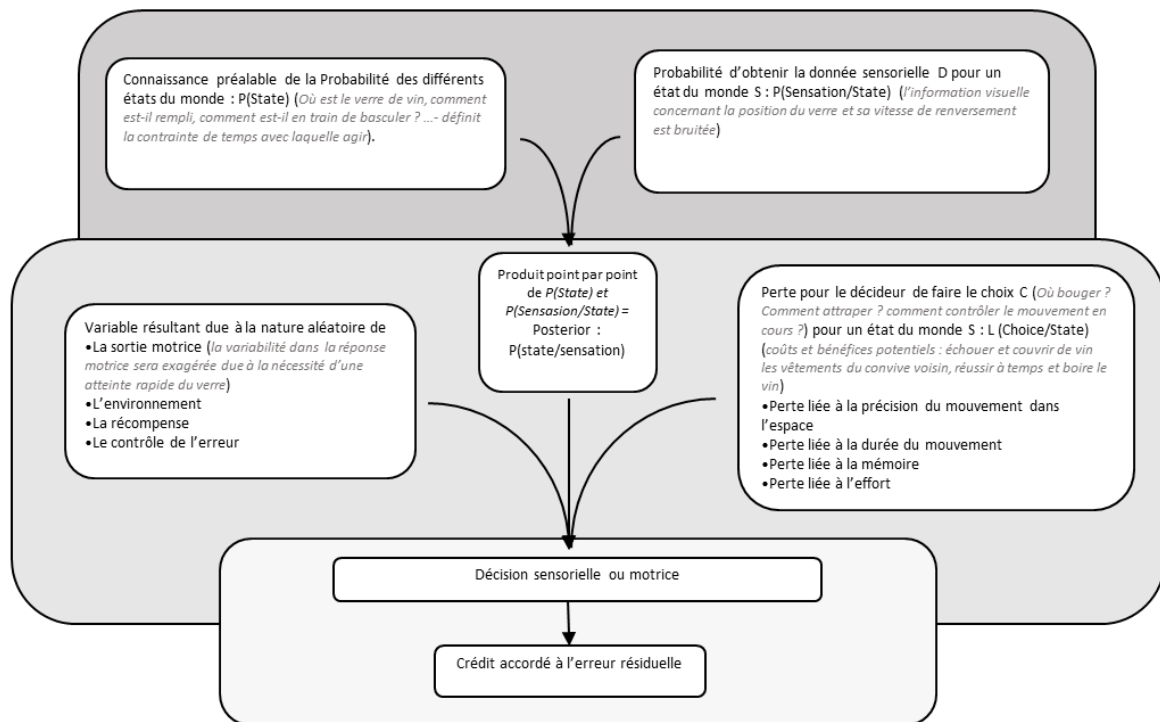 Connaissance préalable de la Probabilité des différents
états du monde : P(State) (Où est le verre de vin, comment
est-il rempli, comment est-il en train de basculer ? ...- définit
la contrainte de temps avec laquelle agir).
Probabilité d'obtenir la donnée sensorielle D pour un
état du monde S : P(Sensation/State) (l'information visuelle
concernant la position du verre et sa vitesse de renversement
est bruitée)
Produit point par point
de P(State) et
P(Sensasion/State) =
Posterior :
P(state/sensation)
Variable résultant due à la nature aléatoire de
•La sortie motrice (la variabilité dans la réponse
motrice sera exagérée due à la nécessité d'une
atteinte rapide du verre)
•L'environnement
•La récompense
•Le contrôle de l'erreur
Perte pour le décideur de faire le choix C (Où bouger ?
Comment attraper ? comment contrôler le mouvement en
cours ?) pour un état du monde S : L (Choice/State)
(coûts et bénéfices potentiels : échouer et couvrir de vin
les vêtements du convive voisin, réussir à temps et boire le
vin)
•Perte liée à la précision du mouvement dans
l'espace
•Perte liée à la durée du mouvement
•Perte liée à la mémoire
•Perte liée à l'effort
Décision sensorielle ou motrice
Crédit accordé à l'erreur résiduelle